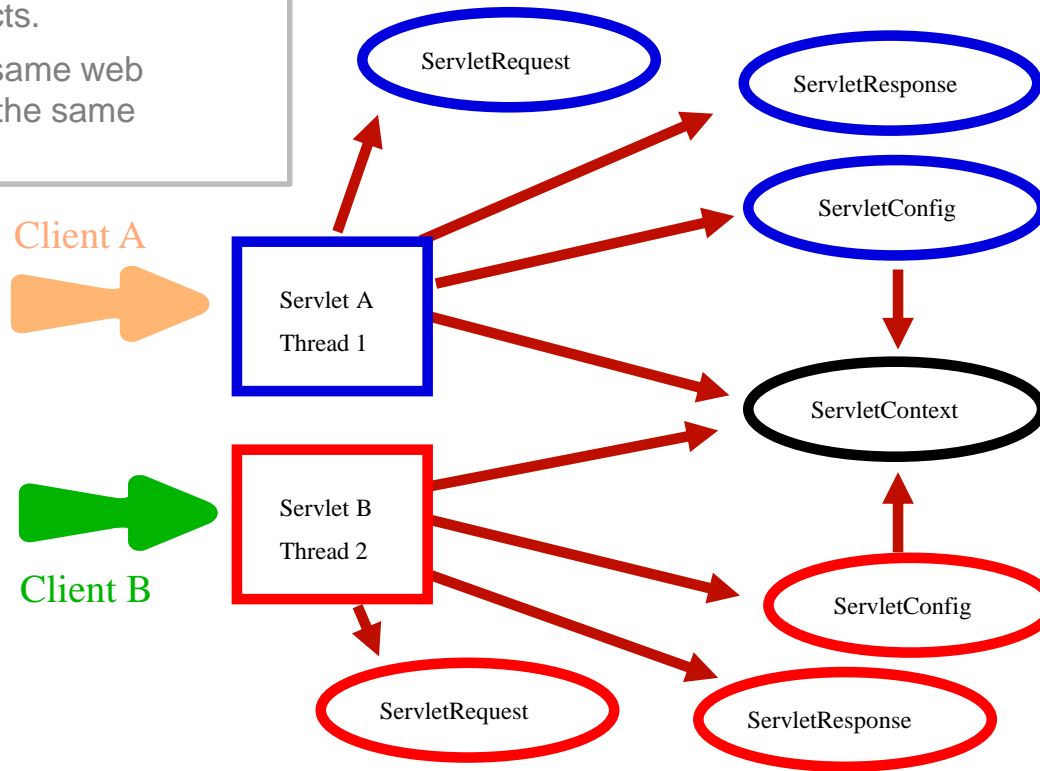 cts.
same web
the same
ServletRequest
ServletResponse
ServletConfig
Client A
Servlet A
Thread 1
ServletContext
Servlet B
Thread 2
Client B
ServletConfig
ServletRequest
ServletResponse